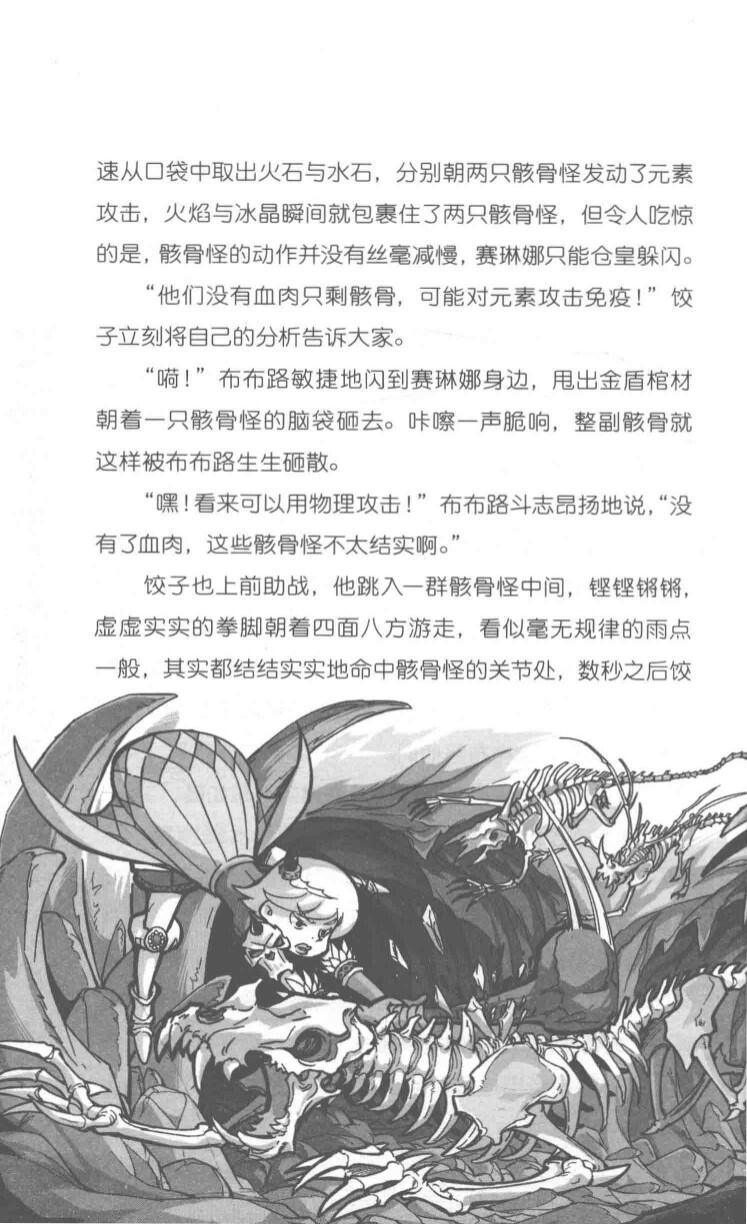 速从口袋中取出火石与水石，分别朝两只骸骨怪发动了元素
攻击，火焰与冰晶瞬间就包裹住了两只骸骨怪，但令人吃惊
的是，骸骨怪的动作并没有丝毫减慢，赛琳娜只能仓皇躲闪。
“他们没有血肉只剩骸骨，可能对元素攻击免疫！”饺
子立刻将自己的分析告诉大家。
“嗬！”布布路敏捷地闪到赛琳娜身边，甩出金盾棺材
朝着一只骸骨怪的脑袋砸去。咔嚓一声脆响，整副骸骨就
这样被布布路生生砸散。
“嘿！看来可以用物理攻击！”布布路斗志昂扬地说，“没
有了血肉，这些骸骨怪不太结实啊。”
饺子也上前助战，他跳入一群骸骨怪中间，铿铿锵锵，
虚虚实实的拳脚朝着四面八方游走，看似毫无规律的雨点
一般，其实都结结实实地命中骸骨怪的关节处，数秒之后饺